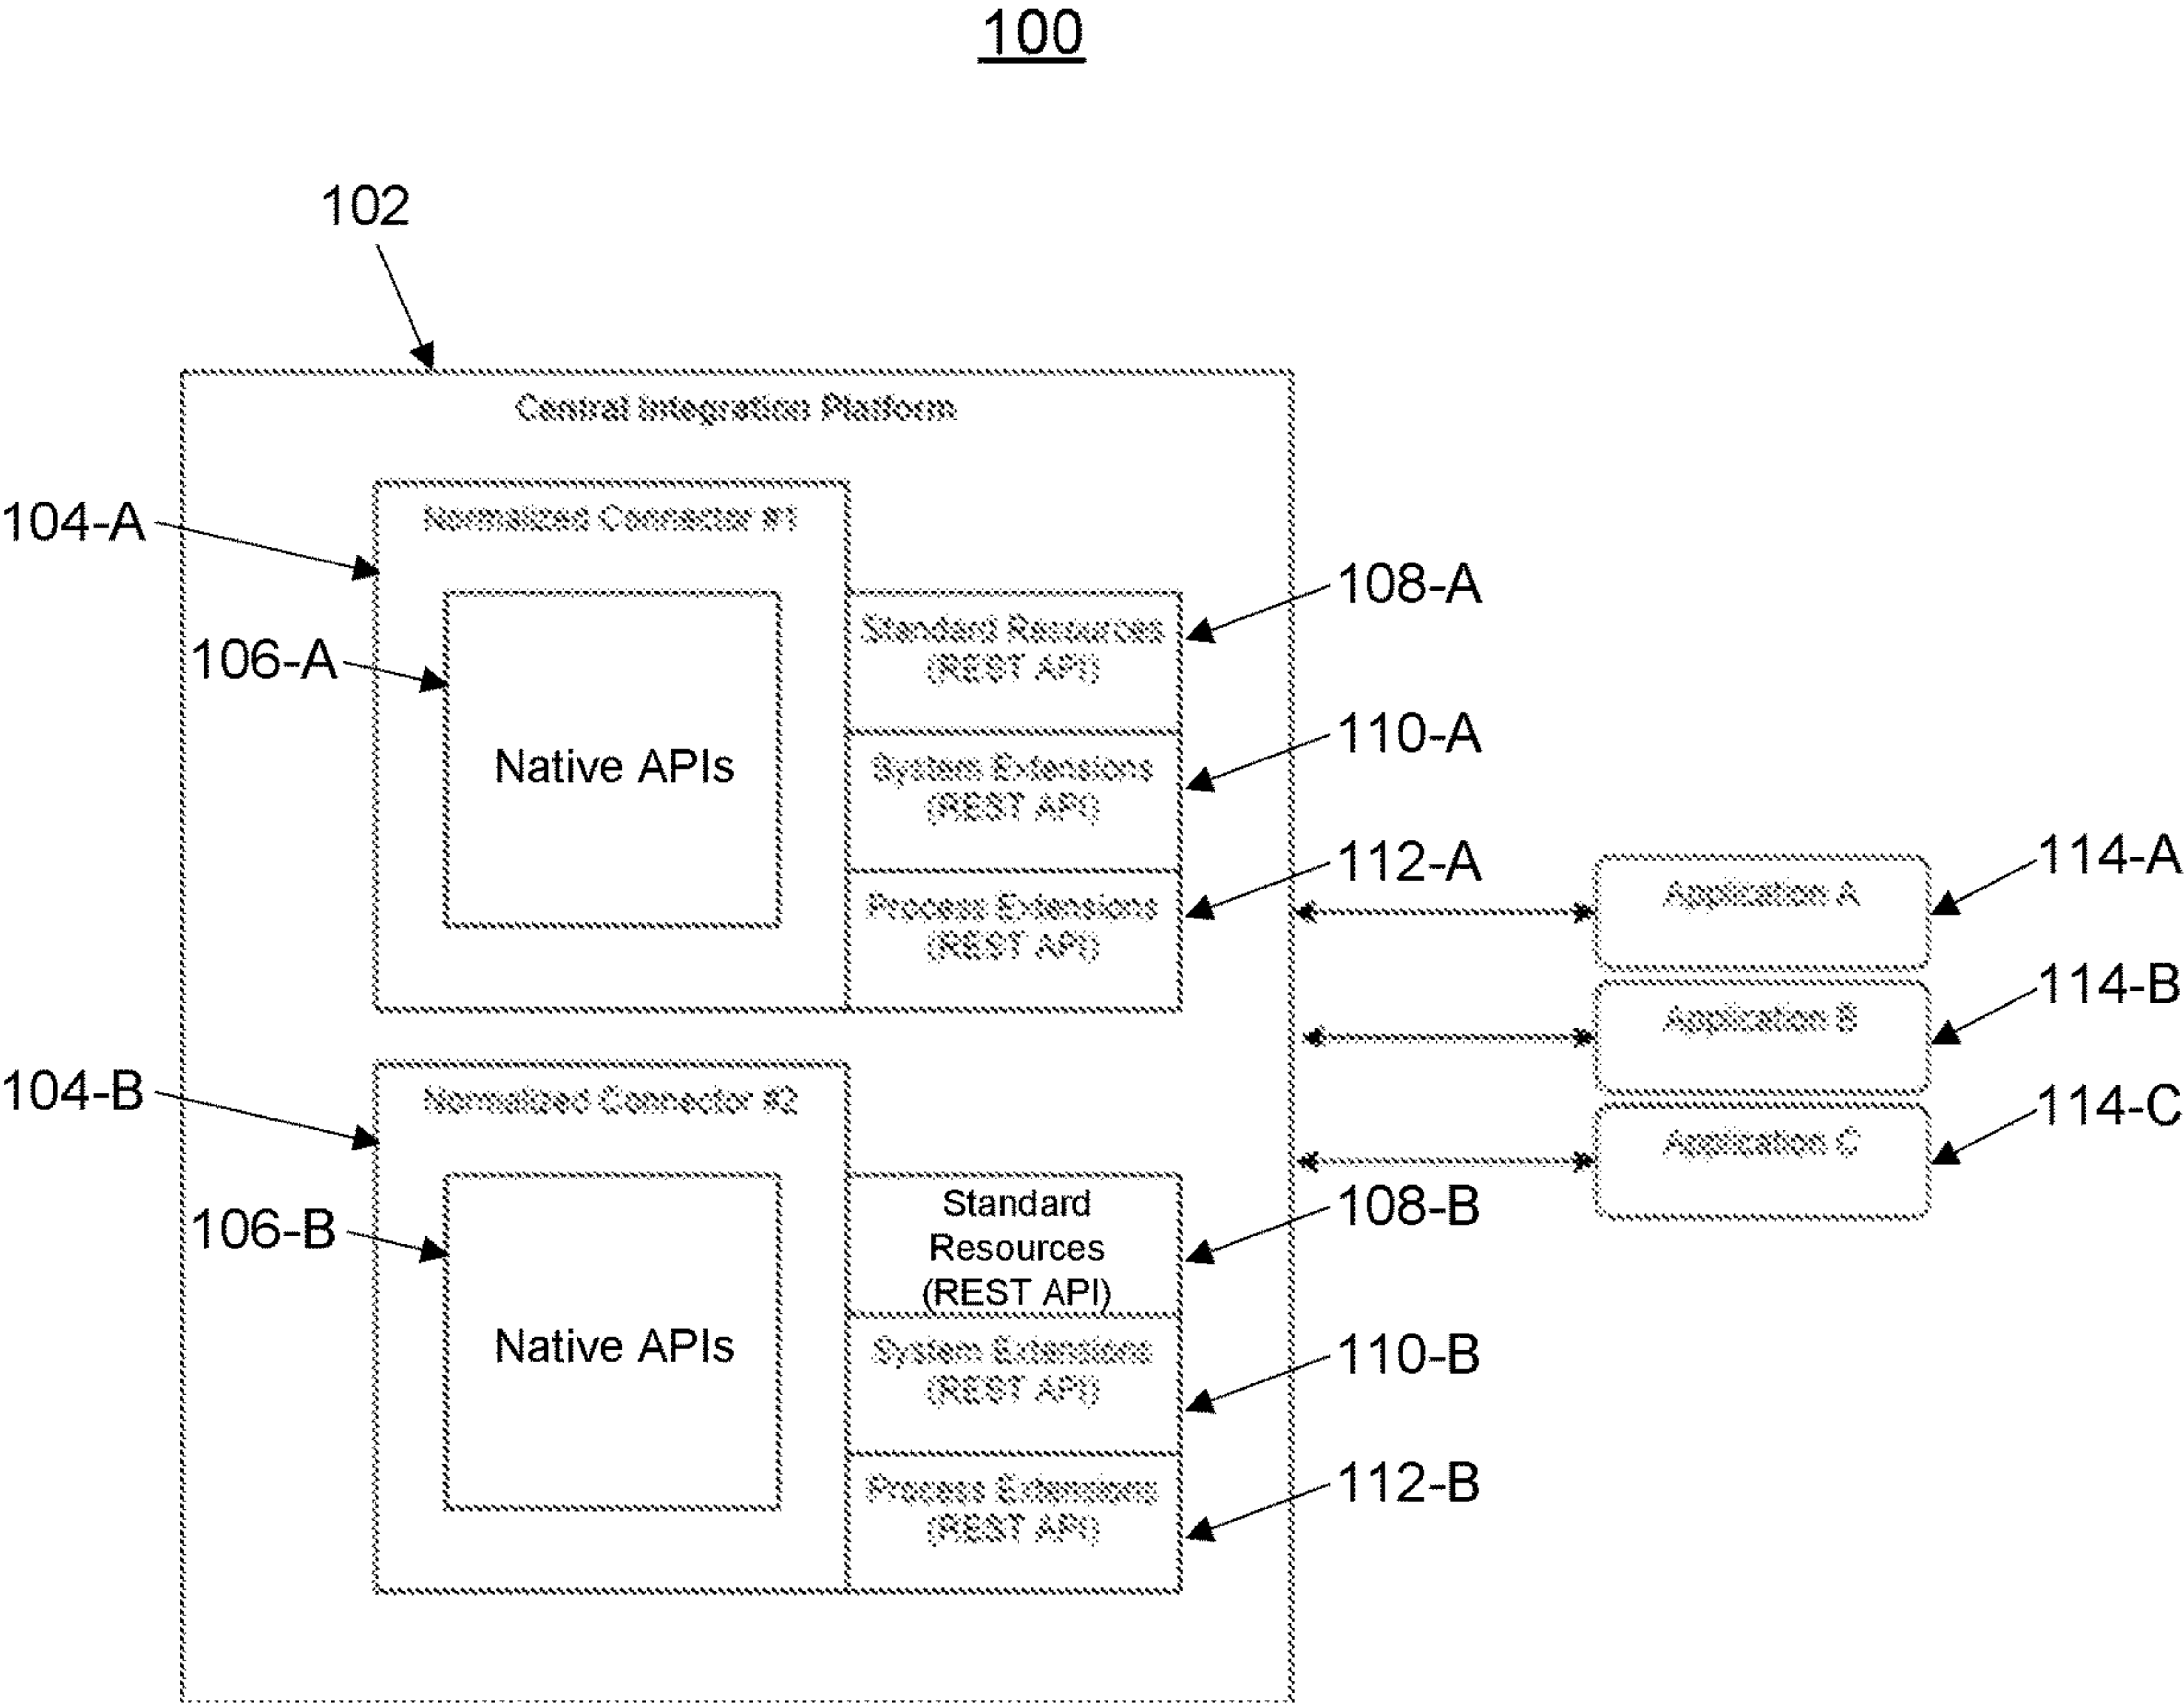 100
102
Central Integration Platform
104-A
Normalized Connector #1
108-A
Standard Resources
(REST API)
106-A
Native APIs
110-A
System Extensions
(REST API)
112-A
Process Extensions
(REST API)
114-A
Application A
114-B
Application B
114-C
Application C
104-B
Normalized Connector #2
108-B
Standard
Resources
(REST API)
106-B
Native APIs
110-B
System Extensions
(REST API)
112-B
Process Extensions
(REST API)